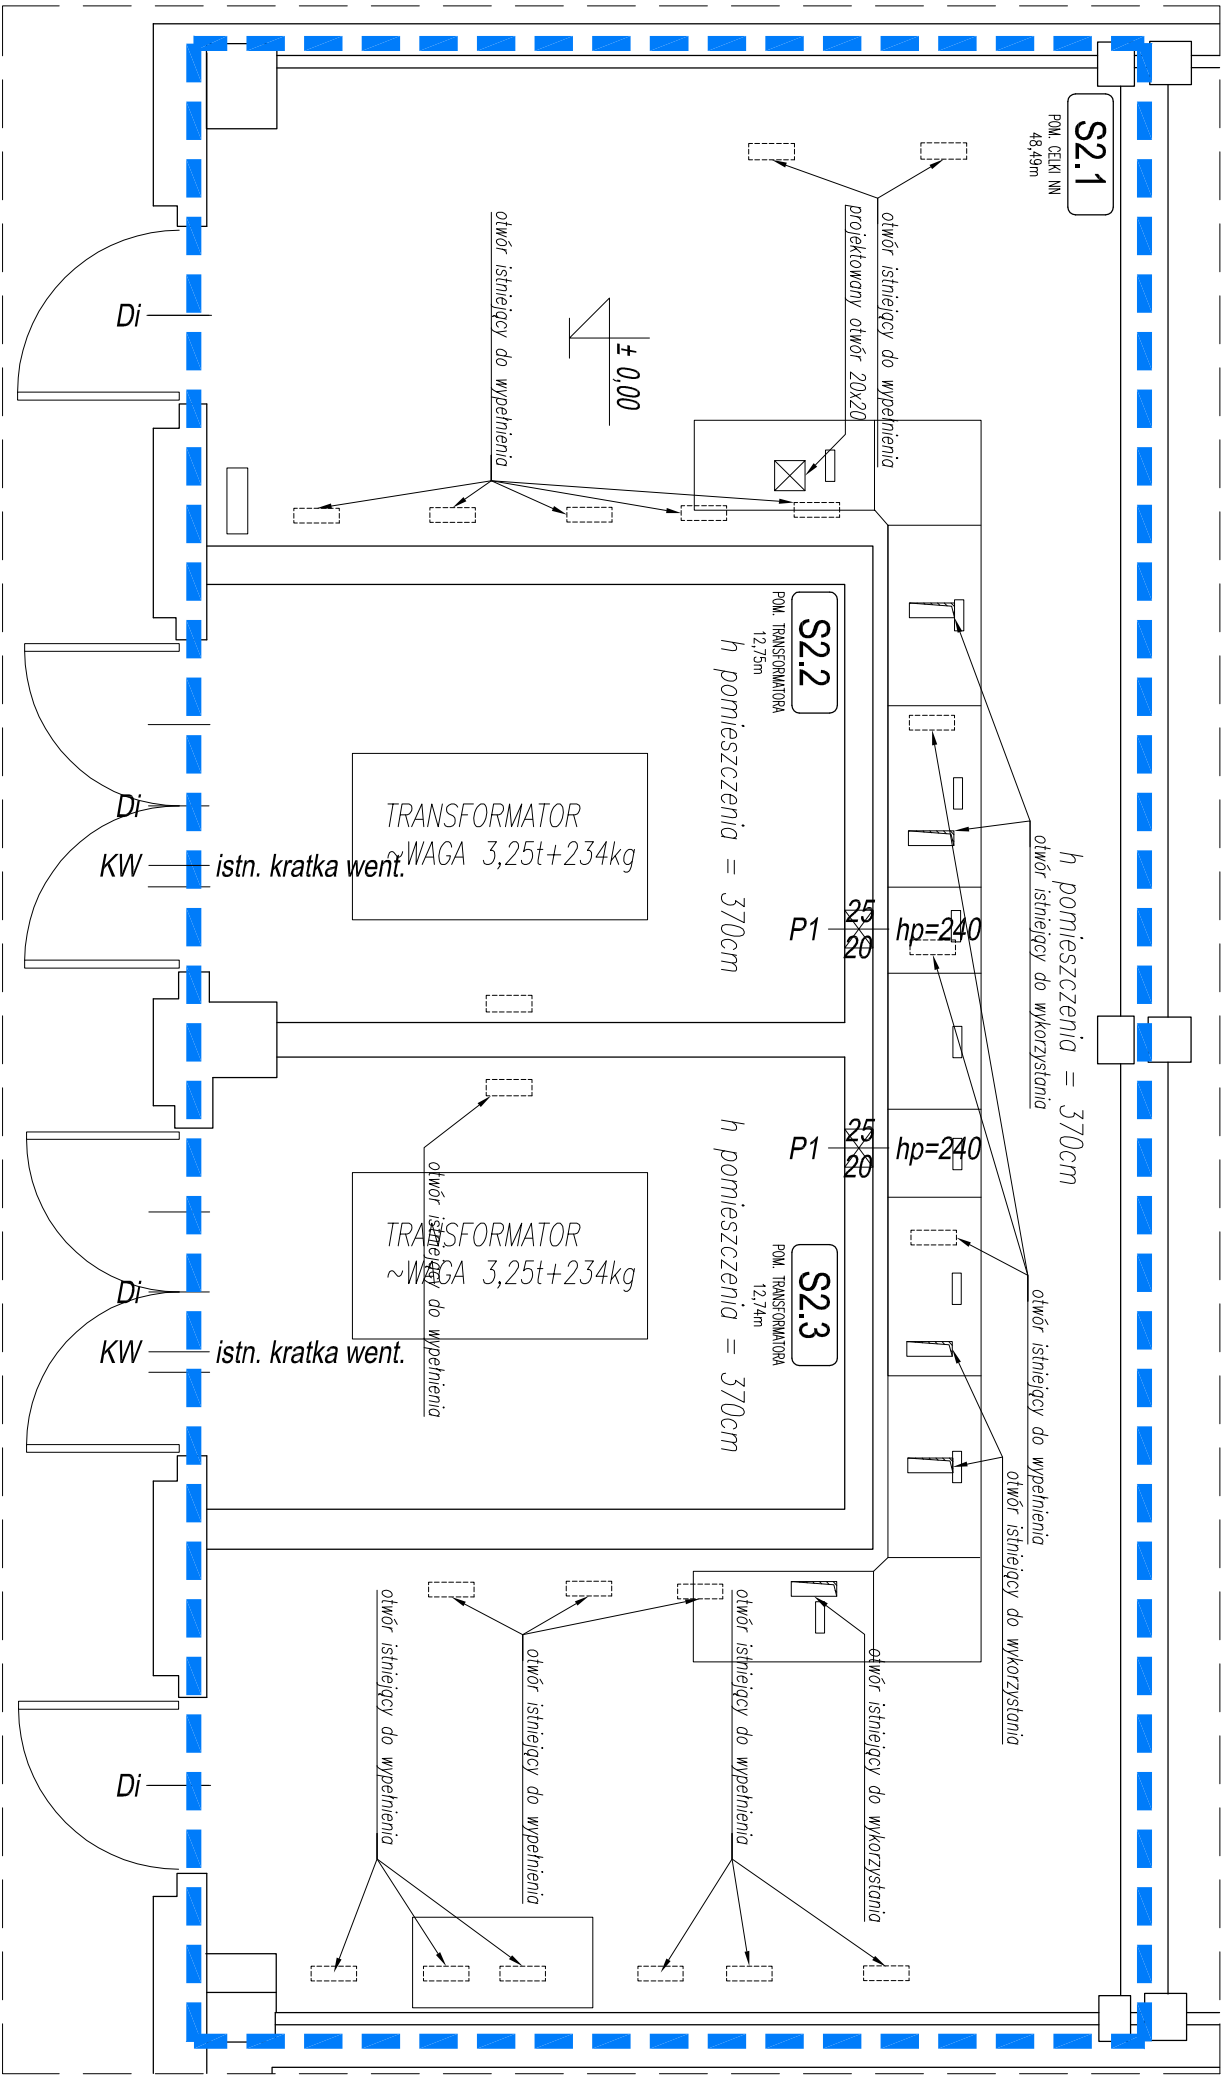 S2.1
POM. CELKI NN
48,49m
otwór istniejący do wypełnienia
projektowany otwór 20x20
otwór istniejący do wypełnienia
± 0,00
Di
S2.2
POM. TRANSFORMATORA
12,75m
h pomieszczenia = 370cm
TRANSFORMATOR
~WAGA 3,25t+234kg
Di
KW
istn. kratka went.
P1
25
20
hp=240
h pomieszczenia = 370cm
otwór istniejący do wykorzystania
P1
25
20
hp=240
h pomieszczenia = 370cm
S2.3
POM. TRANSFORMATORA
12,74m
TRANSFORMATOR
~WAGA 3,25t+234kg
otwór istniejący do wypełnienia
Di
KW
istn. kratka went.
otwór istniejący do wypełnienia
otwór istniejący do wykorzystania
otwór istniejący do wykorzystania
otwór istniejący do wypełnienia
otwór istniejący do wypełnienia
otwór istniejący do wypełnienia
Di